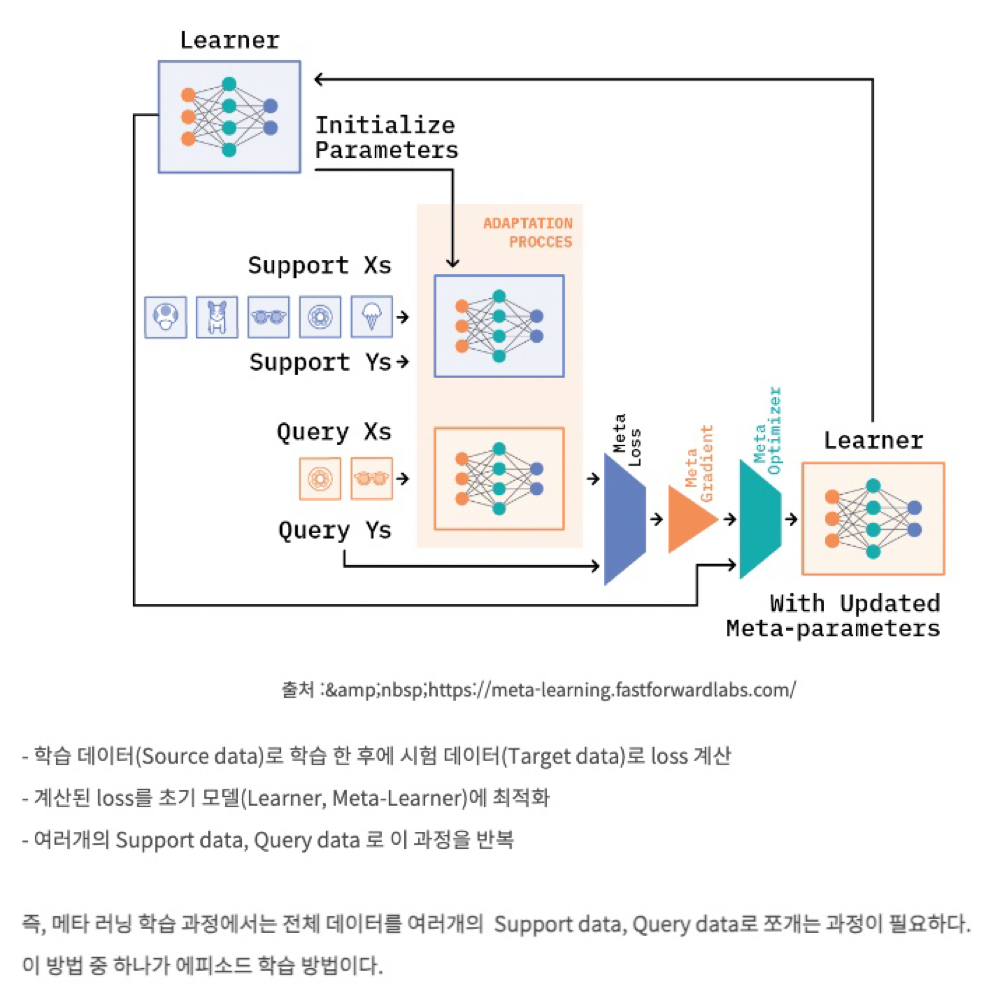 Learner
Initialize
Parameters
ADAPTATION
PROCCES
Support Xs
Support Ys
Query Xs
Query Ys
Meta
Loss
Meta
Gradient
Meta
Optimizer
Learner
With Updated
Meta-parameters
출처 :&amp;nbsp;https://meta-learning.fastforwardlabs.com/
- 학습 데이터(Source data)로 학습 한 후에 시험 데이터(Target data)로 loss 계산
- 계산된 loss를 초기 모델(Learner, Meta-Learner)에 최적화
- 여러개의 Support data, Query data 로 이 과정을 반복
즉, 메타 러닝 학습 과정에서는 전체 데이터를 여러개의  Support data, Query data로 쪼개는 과정이 필요하다.
이 방법 중 하나가 에피소드 학습 방법이다.